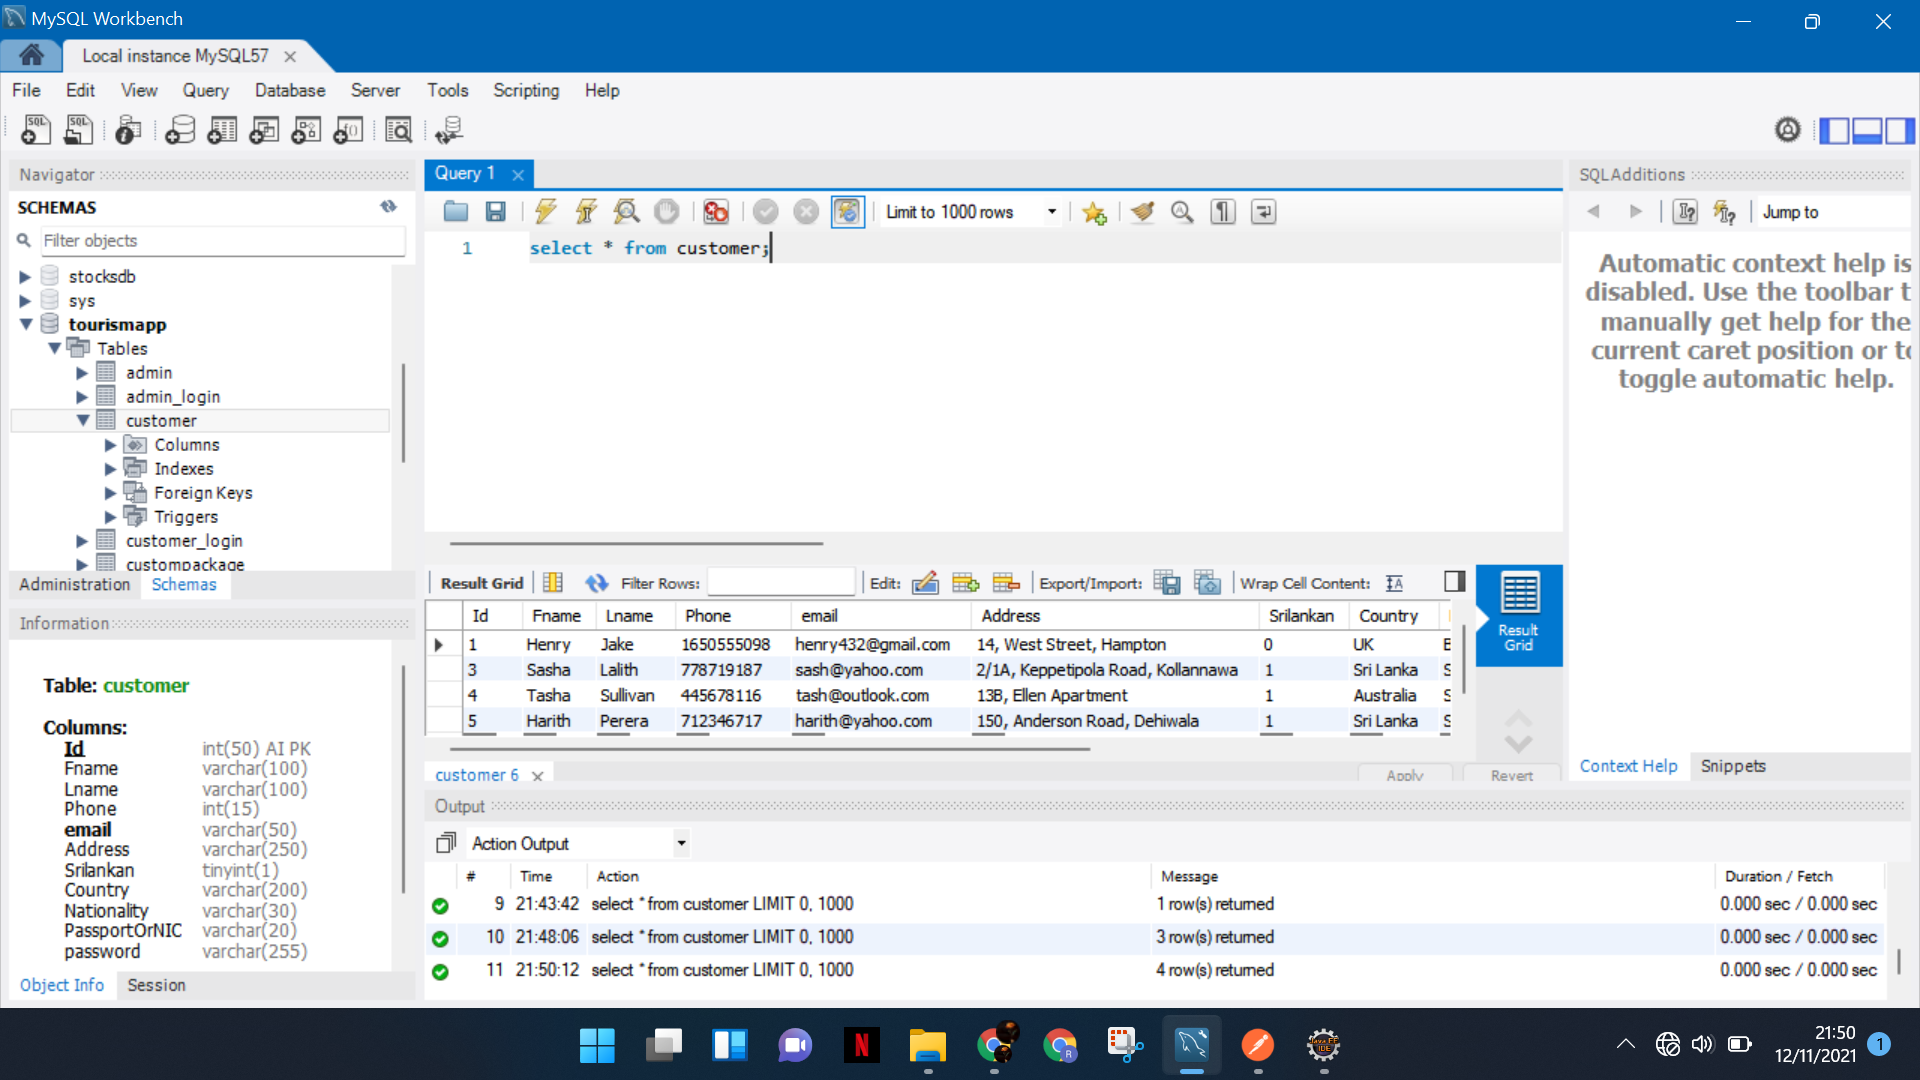 MySQL Workbench
Local instance MySQL57
File Edit View Query Database Server Tools Scripting Help
Navigator
SCHEMAS
Filter objects
stocksdb
sys
tourismapp
Tables
admin
admin_login
customer
Columns
Indexes
Foreign Keys
Triggers
customer_login
custompackage
Administration Schemas
Information
Table: customer
Columns:
Id int(50) AI PK
Fname varchar(100)
Lname varchar(100)
Phone int(15)
email varchar(50)
Address varchar(250)
Srilankan tinyint(1)
Country varchar(200)
Nationality varchar(30)
PassportOrNIC varchar(20)
password varchar(255)
Object Info Session
Query 1
Limit to 1000 rows
1 select * from customer;
Result Grid Filter Rows: Edit: Export/Import: Wrap Cell Content:
Id Fname Lname Phone email Address Srilankan Country
1 Henry Jake 1650555098 henry432@gmail.com 14, West Street, Hampton 0 UK
3 Sasha Lalith 778719187 sash@yahoo.com 2/1A, Keppetipola Road, Kollannawa 1 Sri Lanka S
4 Tasha Sullivan 445678116 tash@outlook.com 13B, Ellen Apartment 1 Australia S
5 Harith Perera 712346717 harith@yahoo.com 150, Anderson Road, Dehiwala 1 Sri Lanka S
Result
Grid
customer 6 Apply Revert
SQLAdditions
Jump to
Automatic context help is
disabled. Use the toolbar t
manually get help for the
current caret position or to
toggle automatic help.
Context Help Snippets
Output
Action Output
# Time Action Message Duration / Fetch
9 21:43:42 select * from customer LIMIT 0, 1000 1 row(s) returned 0.000 sec / 0.000 sec
10 21:48:06 select * from customer LIMIT 0, 1000 3 row(s) returned 0.000 sec / 0.000 sec
11 21:50:12 select * from customer LIMIT 0, 1000 4 row(s) returned 0.000 sec / 0.000 sec
21:50
12/11/2021
1